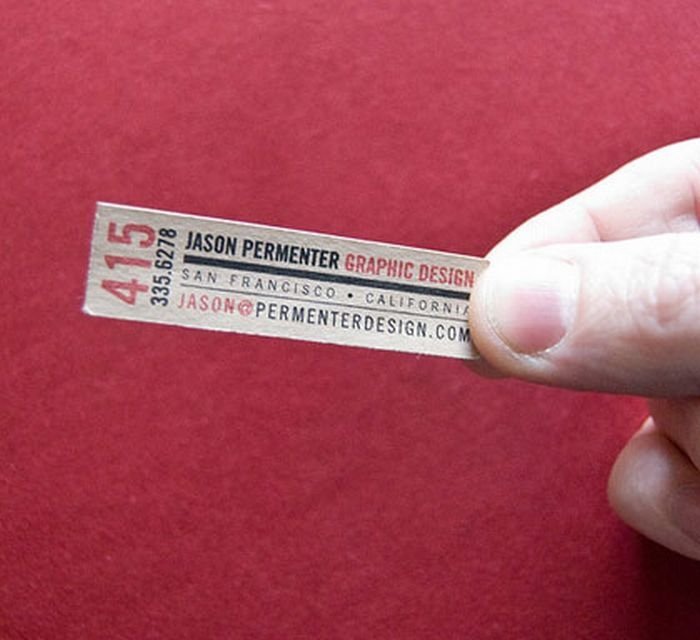 415
335.6278
JASON PERMENTER GRAPHIC DESIGN
SAN FRANCISCO • CALIFORNIA
JASON@PERMENTERDESIGN.COM